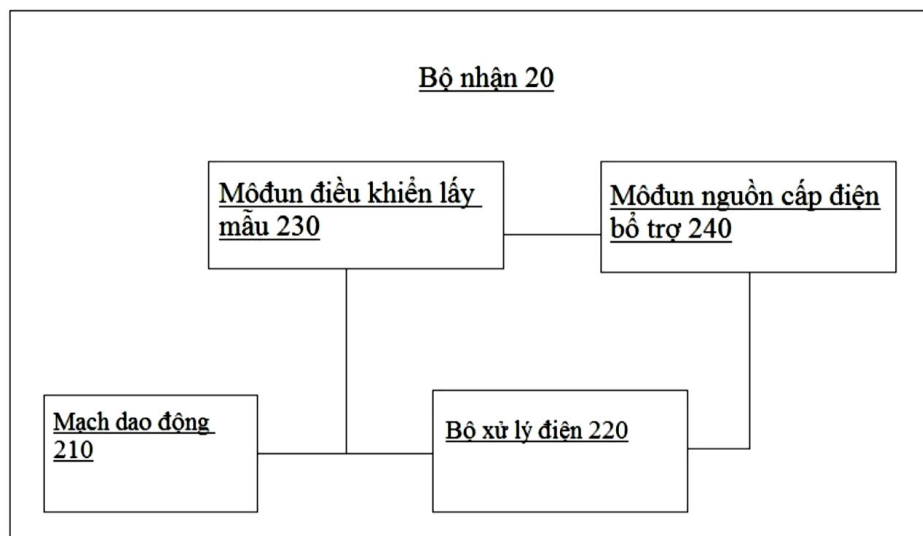 Bộ nhận 20
Môđun điều khiển lấy
mẫu 230
Môđun nguồn cấp điện
bổ trợ 240
Mạch dao động
210
Bộ xử lý điện 220